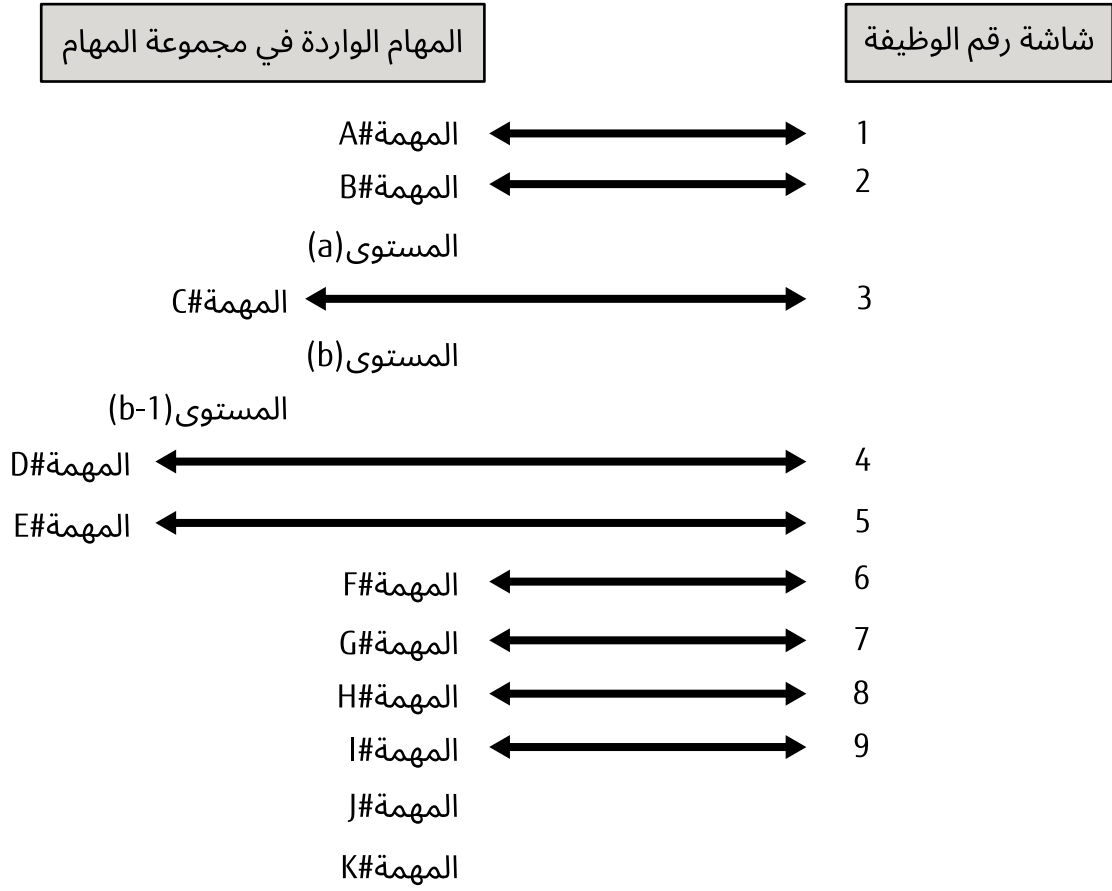 شاشة رقم الوظيفة
المهام الواردة في مجموعة المهام
1 المهمة#A
2 المهمة#B
المستوى(a)
3 المهمة#C
المستوى(b)
المستوى(b-1)
4 المهمة#D
5 المهمة#E
6 المهمة#F
7 المهمة#G
8 المهمة#H
9 المهمة#I
المهمة#J
المهمة#K